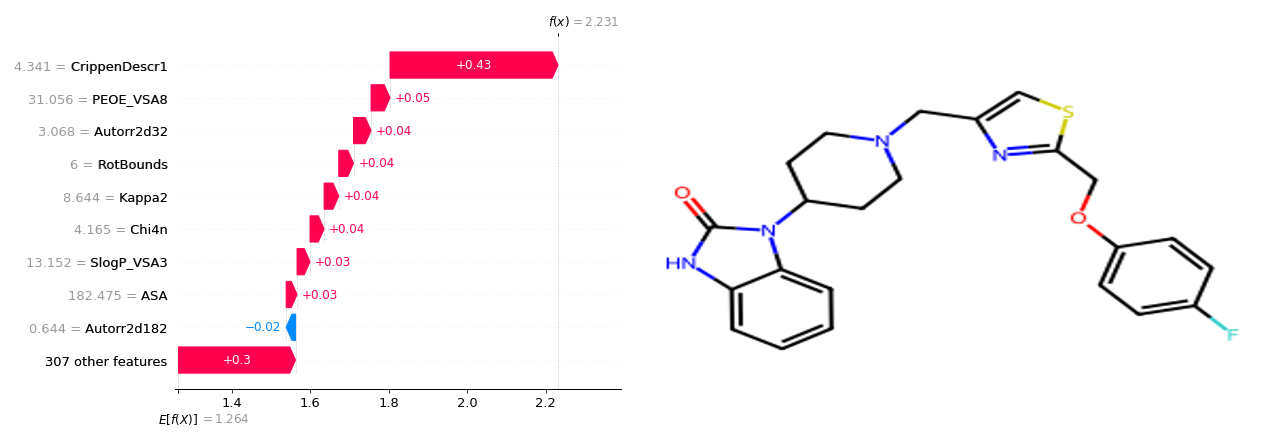 f(x) = 2.231
4.341 = CrippenDescr1
+0.43
31.056 = PEOE_VSA8
+0.05
3.068 = Autorr2d32
+0.04
6 = RotBounds
+0.04
8.644 = Kappa2
+0.04
4.165 = Chi4n
+0.04
13.152 = SlogP_VSA3
+0.03
182.475 = ASA
+0.03
0.644 = Autorr2d182
−0.02
307 other features
+0.3
1.4 1.6 1.8 2.0 2.2
E[f(X)] = 1.264
S
N
N
O
O
N
HN
F